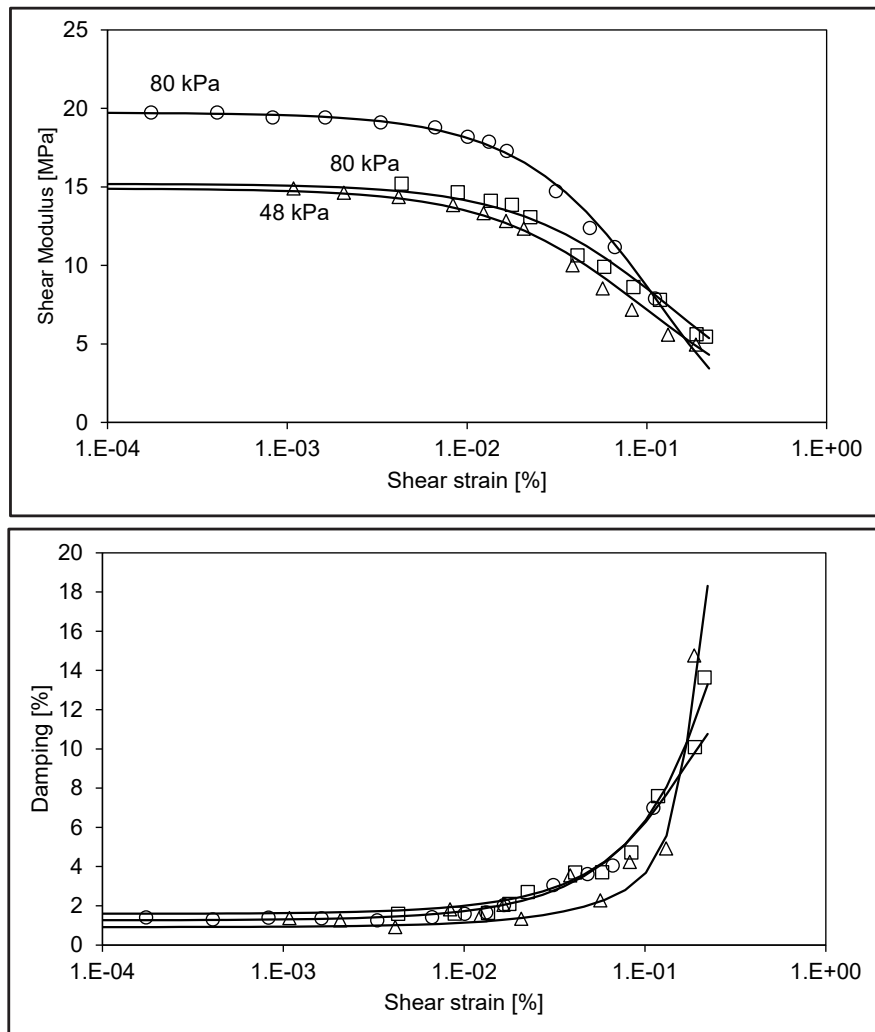 25
20
15
10
5
0
80 kPa
80 kPa
48 kPa
Shear Modulus [MPa]
1.E-04 1.E-03 1.E-02 1.E-01 1.E+00
Shear strain [%]
20
18
16
14
12
10
8
6
4
2
0
Damping [%]
1.E-04 1.E-03 1.E-02 1.E-01 1.E+00
Shear strain [%]